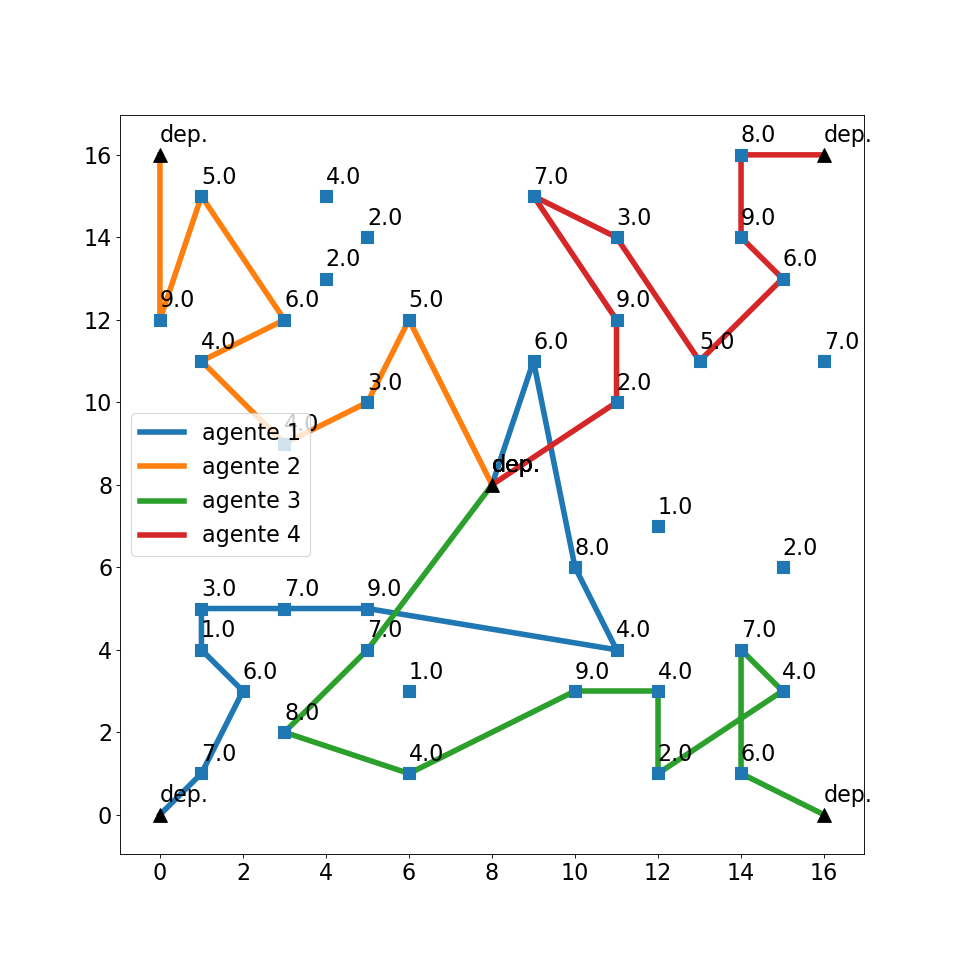 dep. 8.0 dep.
16
5.0 4.0 7.0
2.0 3.0 9.0
14
2.0 6.0
9.0 6.0 5.0 9.0
12
4.0 6.0 5.0 7.0
3.0 2.0
10
4.0
agente 1
dep.
agente 2
8
agente 3
1.0
agente 4
8.0 2.0
6
3.0 7.0 9.0
1.0 7.0 4.0 7.0
4
6.0 1.0 9.0 4.0 4.0
8.0
2
7.0 4.0 2.0 6.0
dep. dep.
0
0 2 4 6 8 10 12 14 16